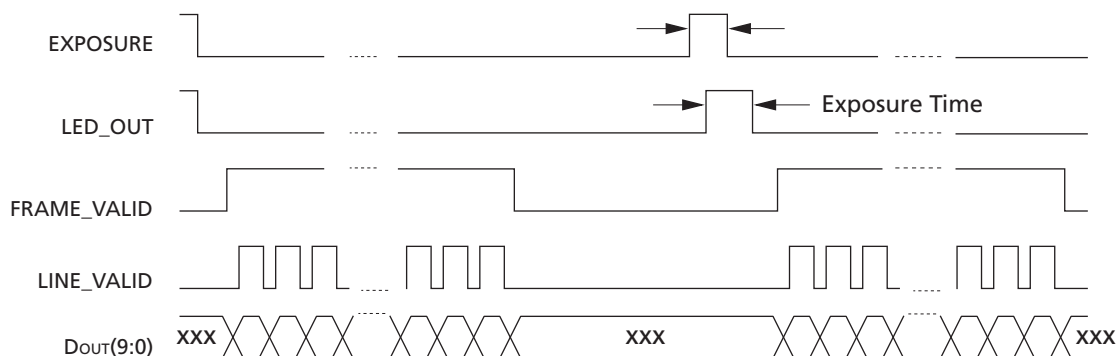 EXPOSURE
LED_OUT
Exposure Time
FRAME_VALID
LINE_VALID
DOUT(9:0)
XXX
XXX
XXX